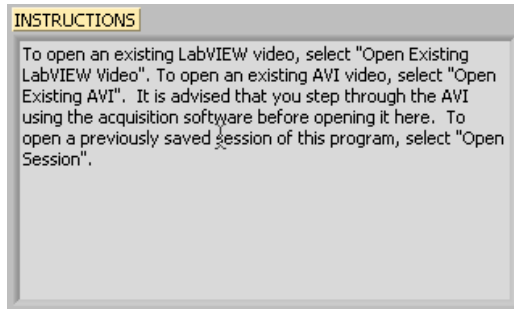 INSTRUCTIONS
To open an existing LabVIEW video, select "Open Existing
LabVIEW Video". To open an existing AVI video, select "Open
Existing AVI".  It is advised that you step through the AVI
using the acquisition software before opening it here.  To
open a previously saved session of this program, select "Open
Session".